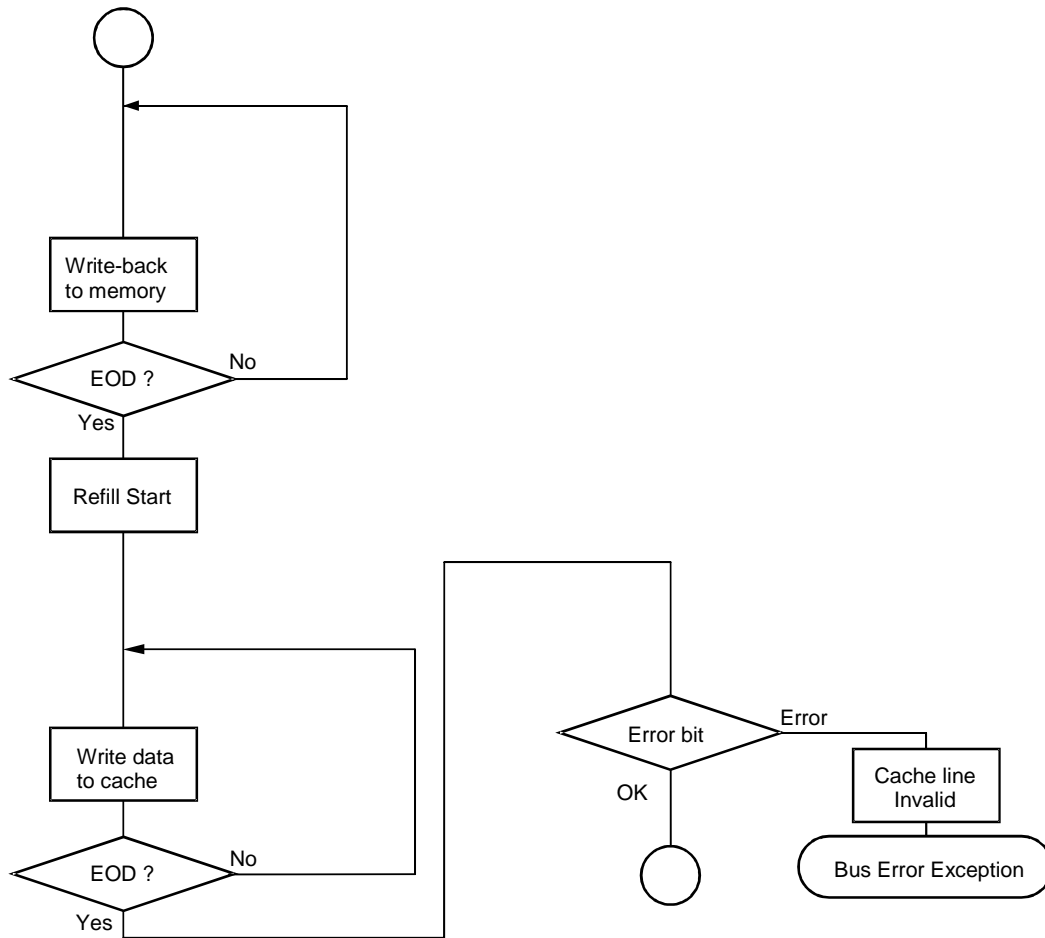 Write-back
to memory
EOD ?
No
Yes
Refill Start
Write data
to cache
EOD ?
No
Yes
Error bit
Error
OK
Cache line
Invalid
Bus Error Exception